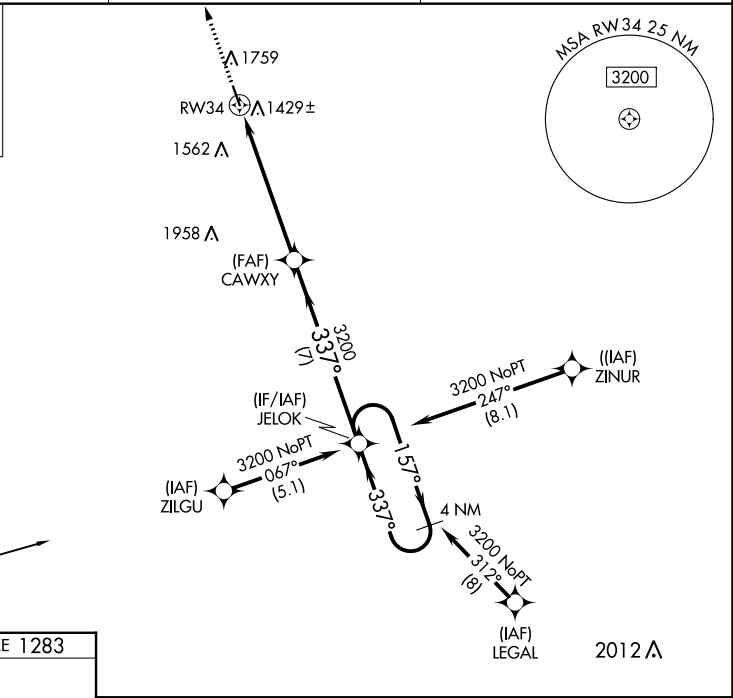 1759
MSA RW34 25 NM
3200
RW34
1429±
1562
1958
(FAF)
CAWXY
3200
337°
(7)
((IAF)
ZINUR
3200 NoPT
247°
(8.1)
(IF/IAF)
JELOK
3200 NoPT
067°
(5.1)
(IAF)
ZILGU
157°
337°
4 NM
3200 NoPT
312°
(8)
(IAF)
LEGAL
2012
E 1283